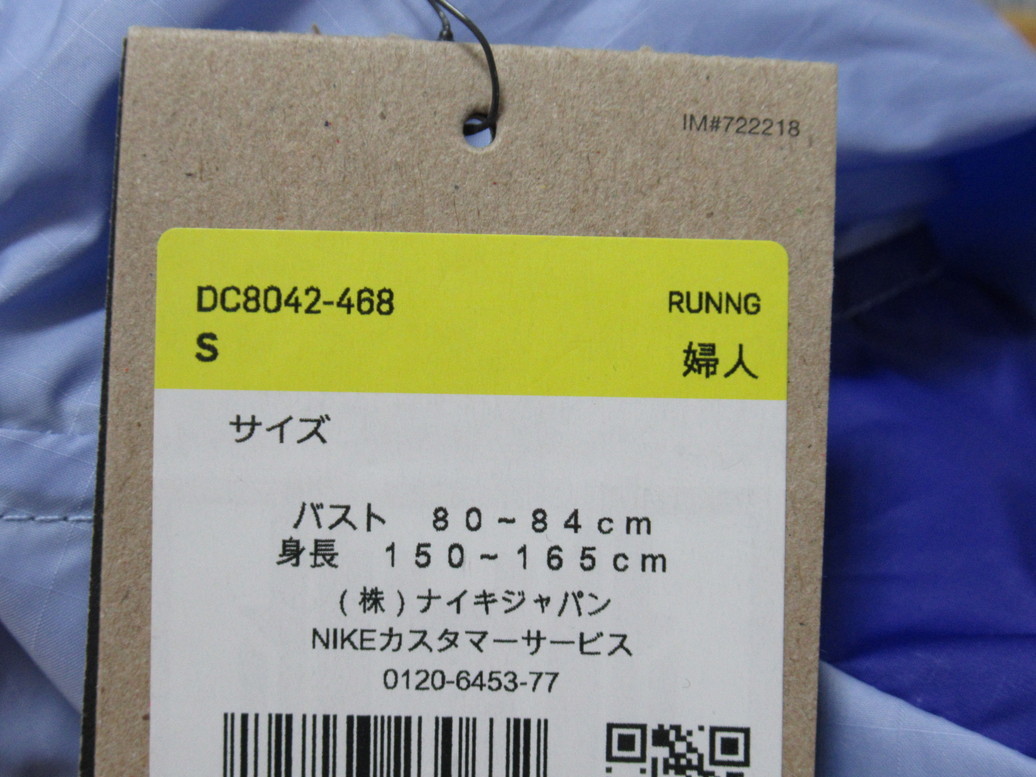 IM#722218
DC8042-468 RUNNG
S 婦人
サイズ
バスト ８０~８４ｃｍ
身長 １５０~１６５ｃｍ
(株)ナイキジャパン
NIKEカスタマーサービス
0120-6453-77